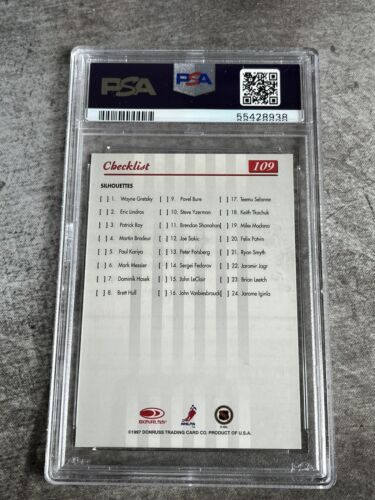 PSA PSA
55428938
Checklist 109
SILHOUETTES
[ ] 1. Wayne Gretzky [ ] 9. Pavel Bure [ ] 17. Teemu Selanne
[ ] 2. Eric Lindros [ ] 10. Steve Yzerman [ ] 18. Keith Tkachuk
[ ] 3. Patrick Roy [ ] 11. Brendan Shanahan [ ] 19. Mike Modano
[ ] 4. Martin Brodeur [ ] 12. Joe Sakic [ ] 20. Felix Potvin
[ ] 5. Paul Kariya [ ] 13. Peter Forsberg [ ] 21. Ryan Smyth
[ ] 6. Mark Messier [ ] 14. Sergei Fedorov [ ] 22. Jaromir Jagr
[ ] 7. Dominik Hasek [ ] 15. John LeClair [ ] 23. Brian Leetch
[ ] 8. Brett Hull [ ] 16. John Vanbiesbrouck [ ] 24. Jarome Iginla
DONRUSS NHLPA
©1997 DONRUSS TRADING CARD CO. PRODUCT OF U.S.A.